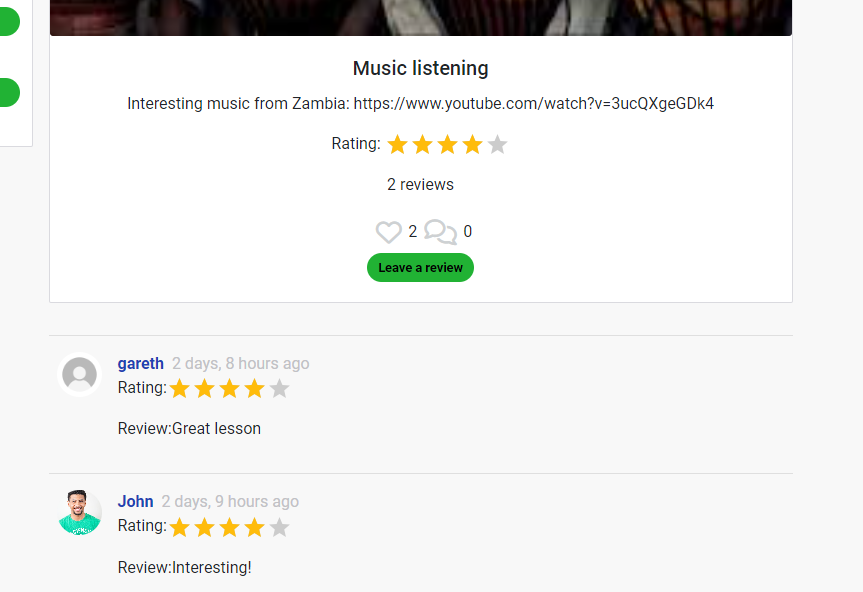 Music listening
Interesting music from Zambia: https://www.youtube.com/watch?v=3ucQXgeGDk4
Rating:
2 reviews
2 0
Leave a review
gareth 2 days, 8 hours ago
Rating:
Review:Great lesson
John 2 days, 9 hours ago
Rating:
Review:Interesting!